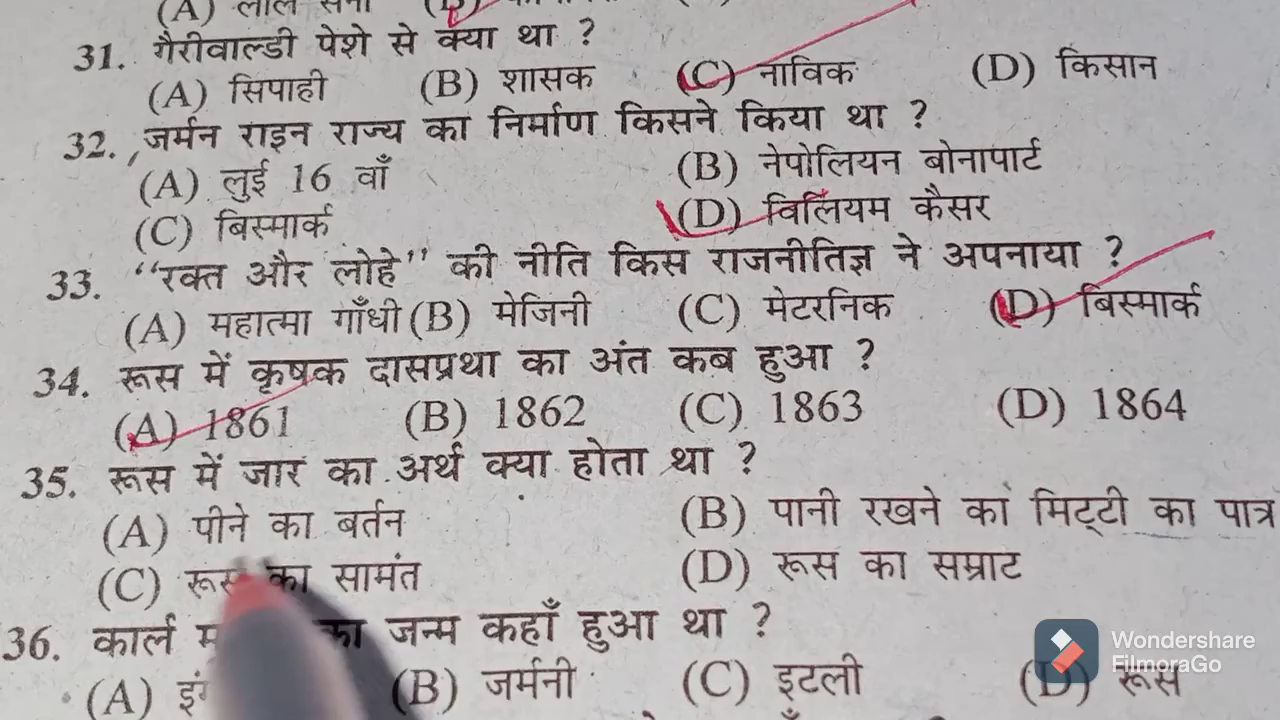 (A) लाल सेना (B)
31. गैरीवाल्डी पेशे से क्या था ?
(A) सिपाही (B) शासक (C) नाविक (D) किसान
32. जर्मन राइन राज्य का निर्माण किसने किया था ?
(A) लुई 16 वाँ (B) नेपोलियन बोनापार्ट
(C) बिस्मार्क (D) विलियम कैसर
33. “रक्त और लोहे” की नीति किस राजनीतिज्ञ ने अपनाया ?
(A) महात्मा गाँधी (B) मेजिनी (C) मेटरनिक (D) बिस्मार्क
34. रूस में कृषक दासप्रथा का अंत कब हुआ ?
(A) 1861 (B) 1862 (C) 1863 (D) 1864
35. रूस में जार का अर्थ क्या होता था ?
(A) पीने का बर्तन (B) पानी रखने का मिट्टी का पात्र
(C) रूस का सामंत (D) रूस का सम्राट
36. कार्ल का जन्म कहाँ हुआ था ?
(A) (B) जर्मनी (C) इटली (D) रूस
Wondershare
FilmoraGo